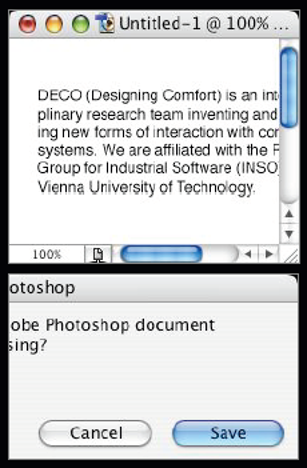 Untitled-1 @ 100% ...
DECO (Designing Comfort) is an int
plinary research team inventing and
ing new forms of interaction with cor
systems. We are affiliated with the F
Group for Industrial Software (INSO)
Vienna University of Technology.
100%
otoshop
obe Photoshop document
sing?
Cancel
Save